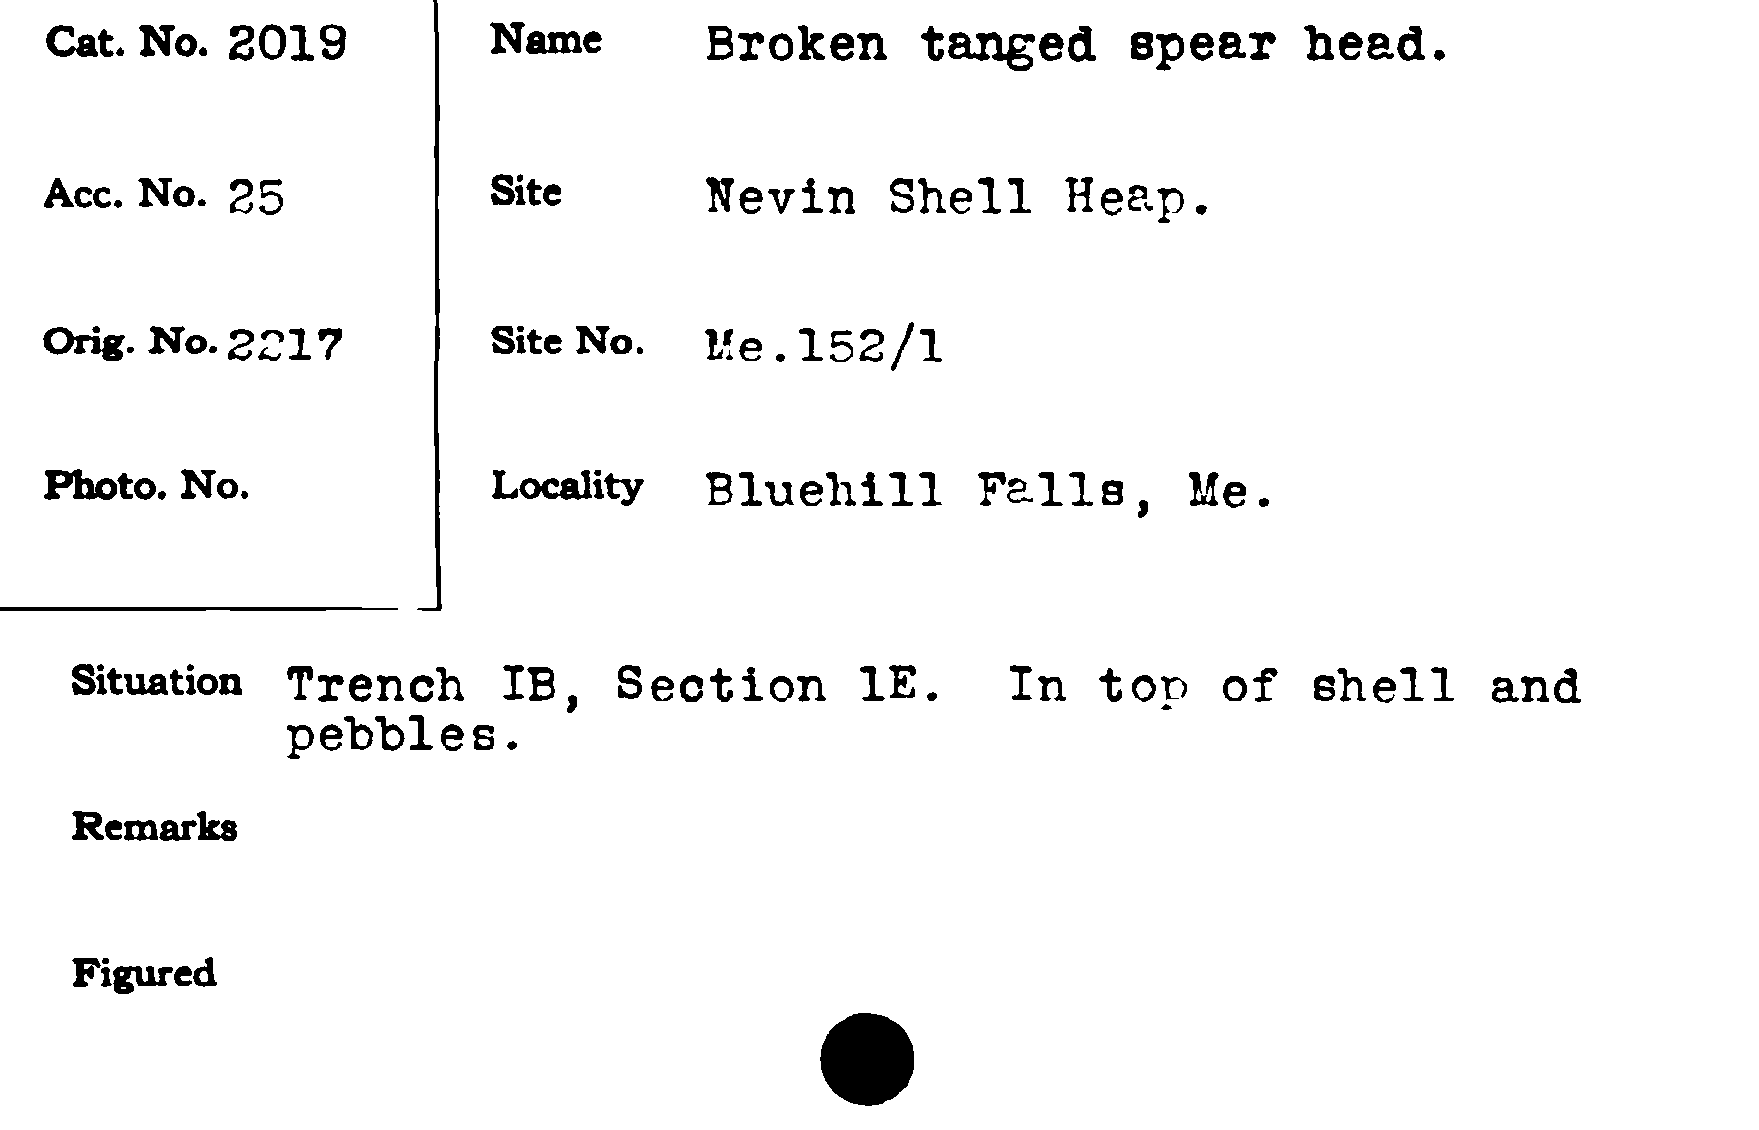 Cat. No. 2019
Name Broken tanged spear head.
Acc. No. 25
Site Nevin Shell Heap.
Orig. No. 2217
Site No. Me.152/1
Photo. No.
Locality Bluehill Falls, Me.
Situation Trench IB, Section 1E. In top of shell and
pebbles.
Remarks
Figured